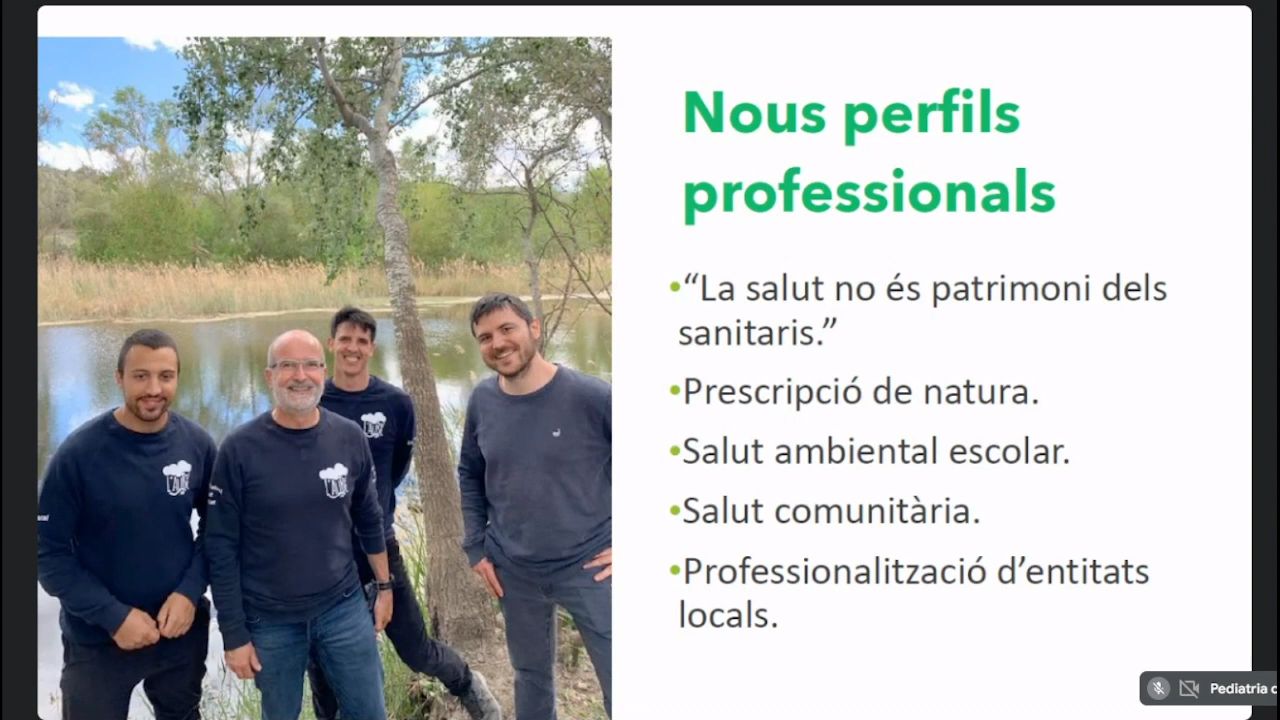 Nous perfils
professionals
•“La salut no és patrimoni dels
sanitaris.”
•Prescripció de natura.
•Salut ambiental escolar.
•Salut comunitària.
•Professionalització d’entitats
locals.
Pediatria